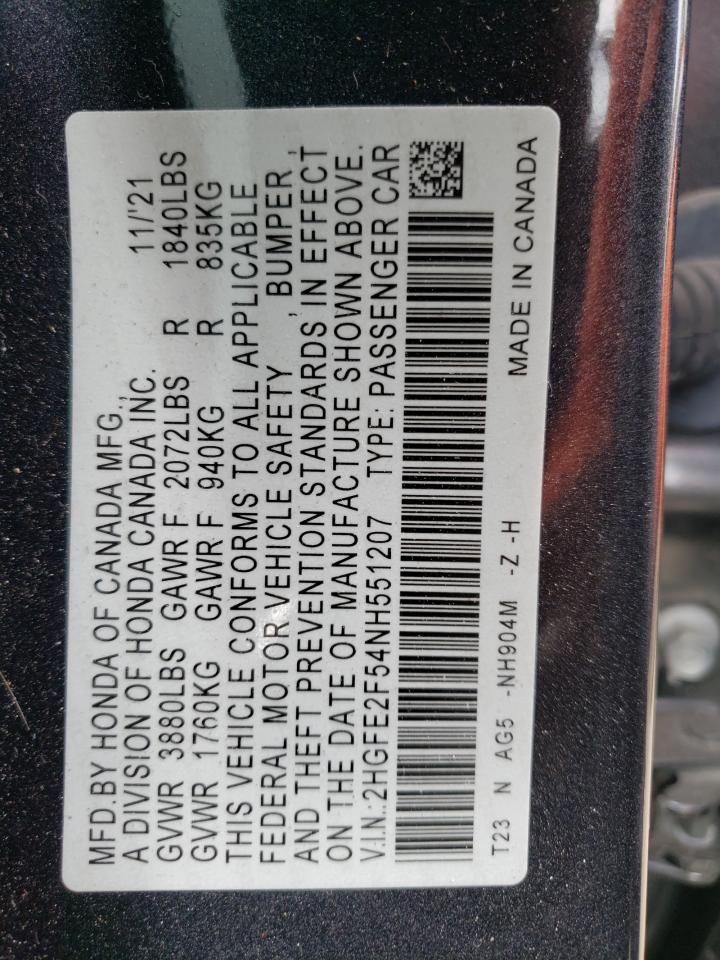 MFD.BY HONDA OF CANADA MFG., 11/'21
A DIVISION OF HONDA CANADA INC.
GVWR 3880LBS GAWR F 2072LBS R 1840LBS
GVWR 1760KG GAWR F 940KG R 835KG
THIS VEHICLE CONFORMS TO ALL APPLICABLE
FEDERAL MOTOR VEHICLE SAFETY , BUMPER ,
AND THEFT PREVENTION STANDARDS IN EFFECT
ON THE DATE OF MANUFACTURE SHOWN ABOVE.
V.I.N.:2HGFE2F54NH551207 TYPE: PASSENGER CAR
T23 N AG5 -NH904M -Z -H MADE IN CANADA